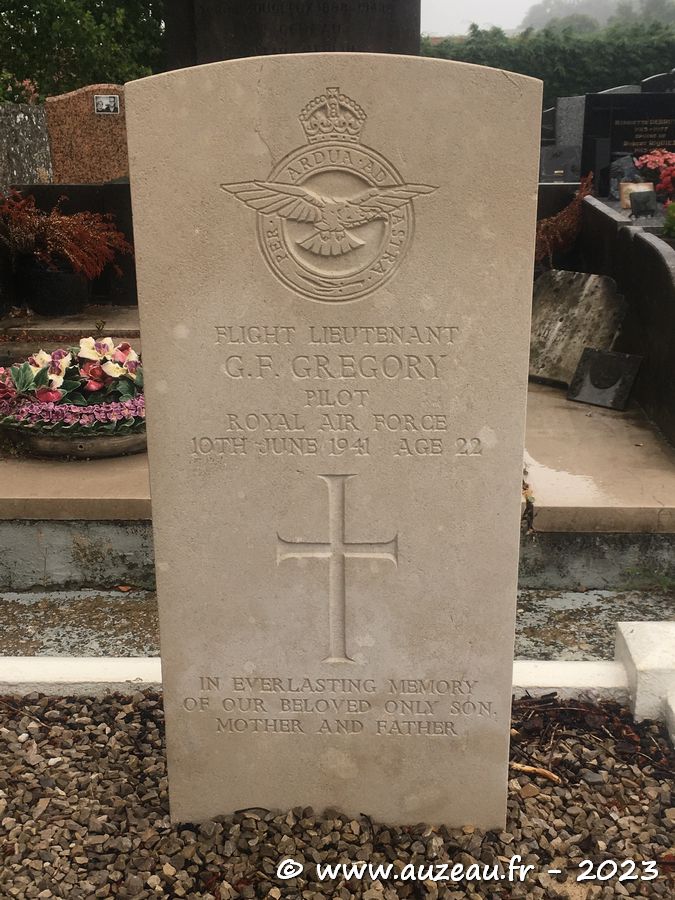 PER ARDUA AD ASTRA
FLIGHT LIEUTENANT
G.F. GREGORY
PILOT
ROYAL AIR FORCE
10TH JUNE 1941 AGE 22
IN EVERLASTING MEMORY
OF OUR BELOVED ONLY SON,
MOTHER AND FATHER
© www.auzeau.fr - 2023